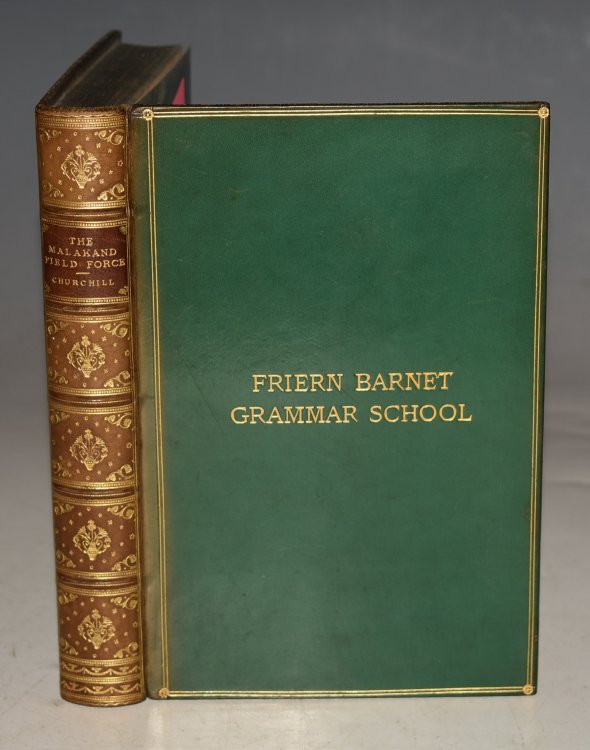 THE
MALAKAND
FIELD FORCE
CHURCHILL
FRIERN BARNET
GRAMMAR SCHOOL